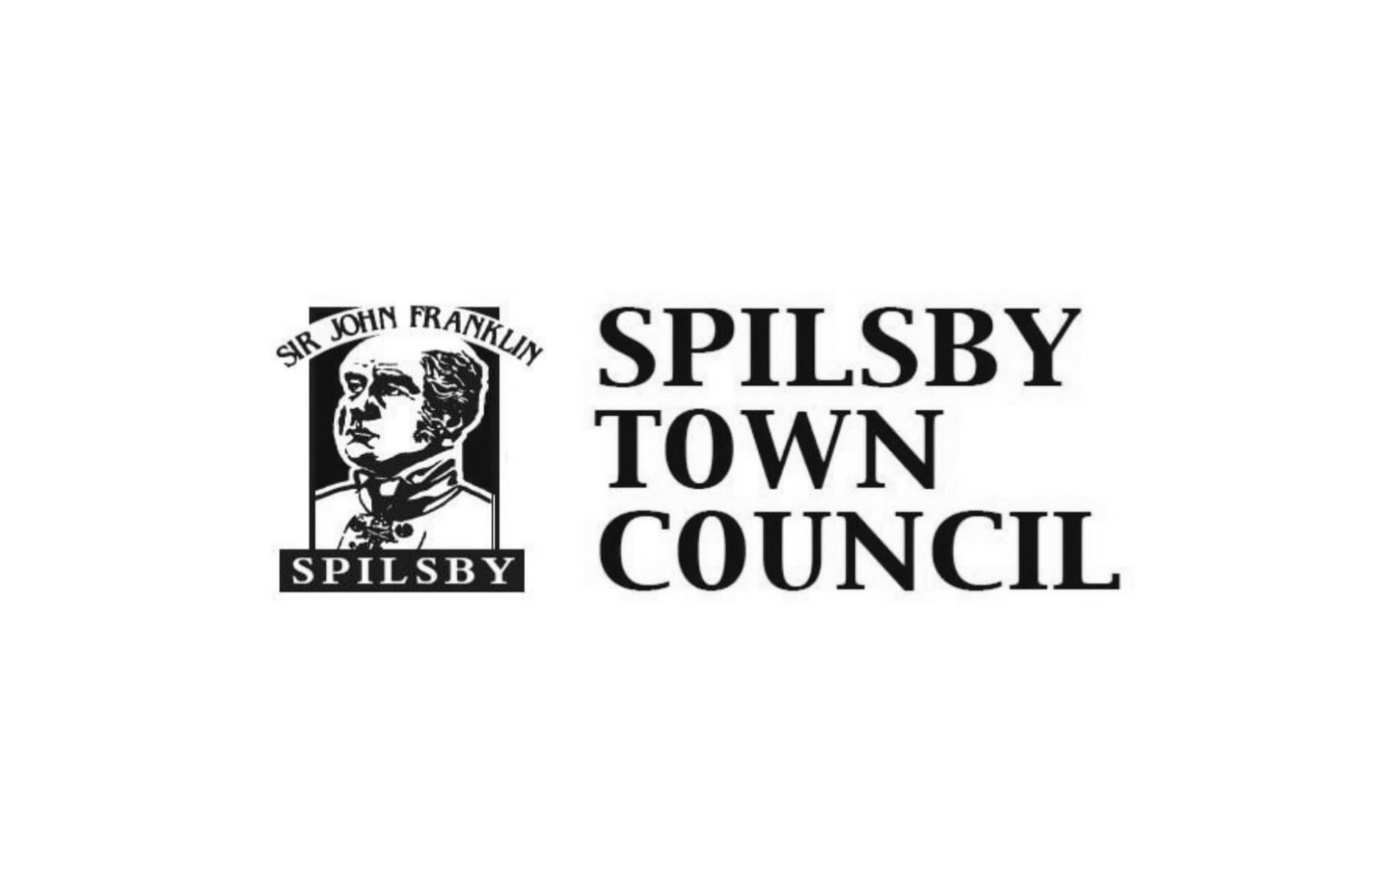 SIR JOHN FRANKLIN
SPILSBY
SPILSBY
TOWN
COUNCIL